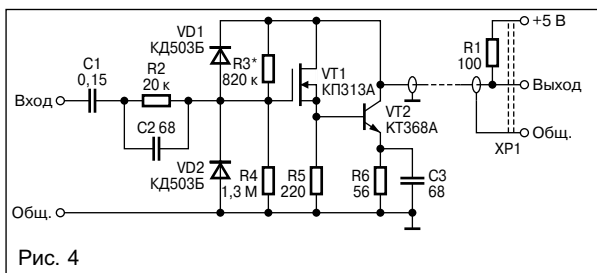 VD1
КД503Б
R3*
820 к
VT1
КП313А
R1
100
+5 В
C1
0,15
R2
20 к
Вход
Выход
VT2
КТ368А
C2 68
VD2
КД503Б
R4
1,3 М
R5
220
R6
56
C3
68
Общ.
XP1
Общ.
Рис. 4